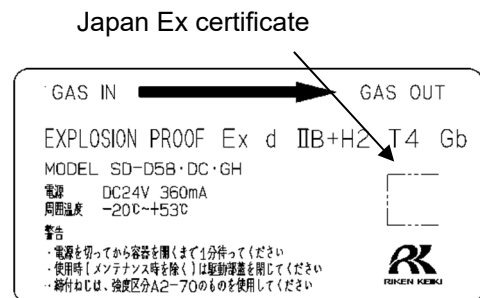 Japan Ex certificate
GAS IN GAS OUT
EXPLOSION PROOF Ex d ⅡB+H2 T4 Gb
MODEL SD-D58・DC・GH
電源 DC24V 360mA
周囲温度 -20℃~+53℃
警告
・電源を切ってから容器を開くまで1分待ってください
・使用時(メンテナンス時を除く)は駆動部蓋を閉じてください
・締付ねじは、強度区分A2-70のものを使用してください
RIKEN KEIKI